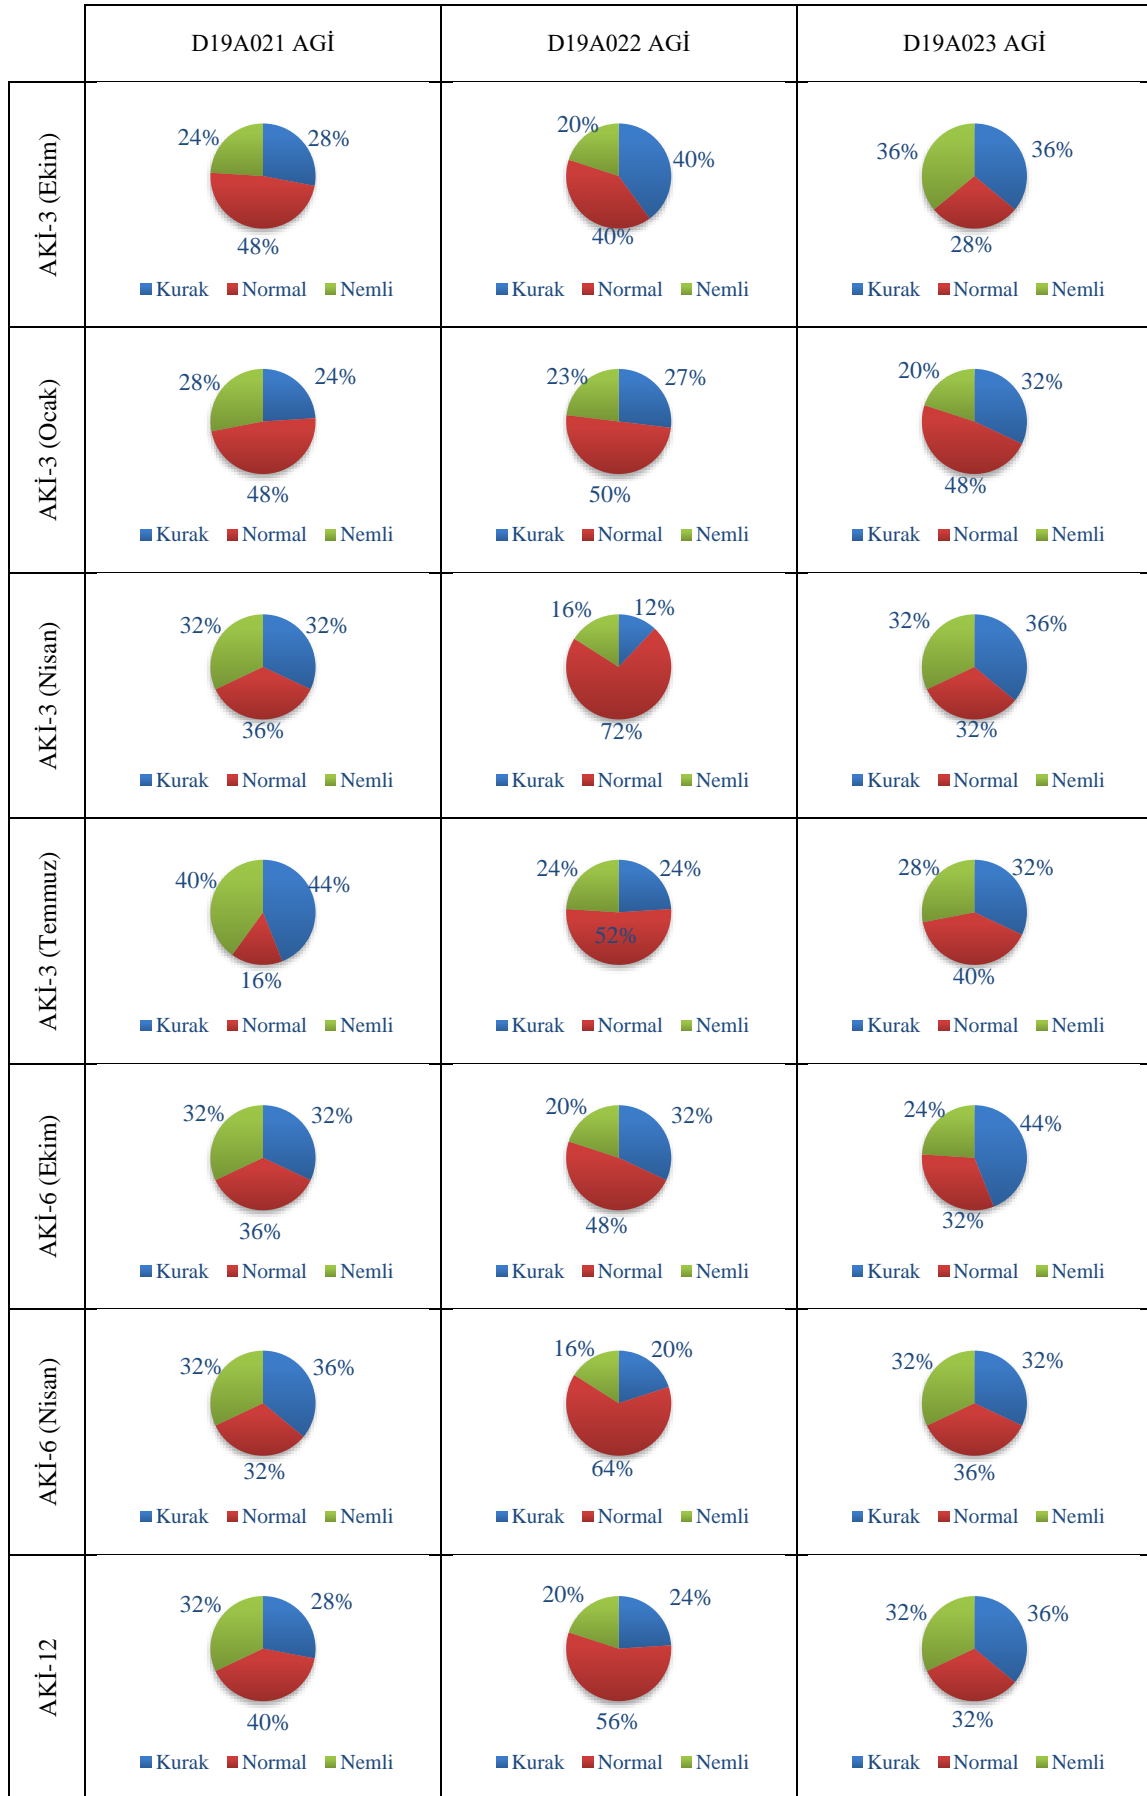 D19A021 AGİ D19A022 AGİ D19A023 AGİ
AKİ-3 (Ekim)
24% 28%
48%
Kurak Normal Nemli
20% 40%
40%
Kurak Normal Nemli
36% 36%
28%
Kurak Normal Nemli
AKİ-3 (Ocak)
28% 24%
48%
Kurak Normal Nemli
23% 27%
50%
Kurak Normal Nemli
20% 32%
48%
Kurak Normal Nemli
AKİ-3 (Nisan)
32% 32%
36%
Kurak Normal Nemli
16% 12%
72%
Kurak Normal Nemli
32% 36%
32%
Kurak Normal Nemli
AKİ-3 (Temmuz)
40% 44%
16%
Kurak Normal Nemli
24% 24%
52%
Kurak Normal Nemli
28% 32%
40%
Kurak Normal Nemli
AKİ-6 (Ekim)
32% 32%
36%
Kurak Normal Nemli
20% 32%
48%
Kurak Normal Nemli
24% 44%
32%
Kurak Normal Nemli
AKİ-6 (Nisan)
32% 36%
32%
Kurak Normal Nemli
16% 20%
64%
Kurak Normal Nemli
32% 32%
36%
Kurak Normal Nemli
AKİ-12
32% 28%
40%
Kurak Normal Nemli
20% 24%
56%
Kurak Normal Nemli
32% 36%
32%
Kurak Normal Nemli